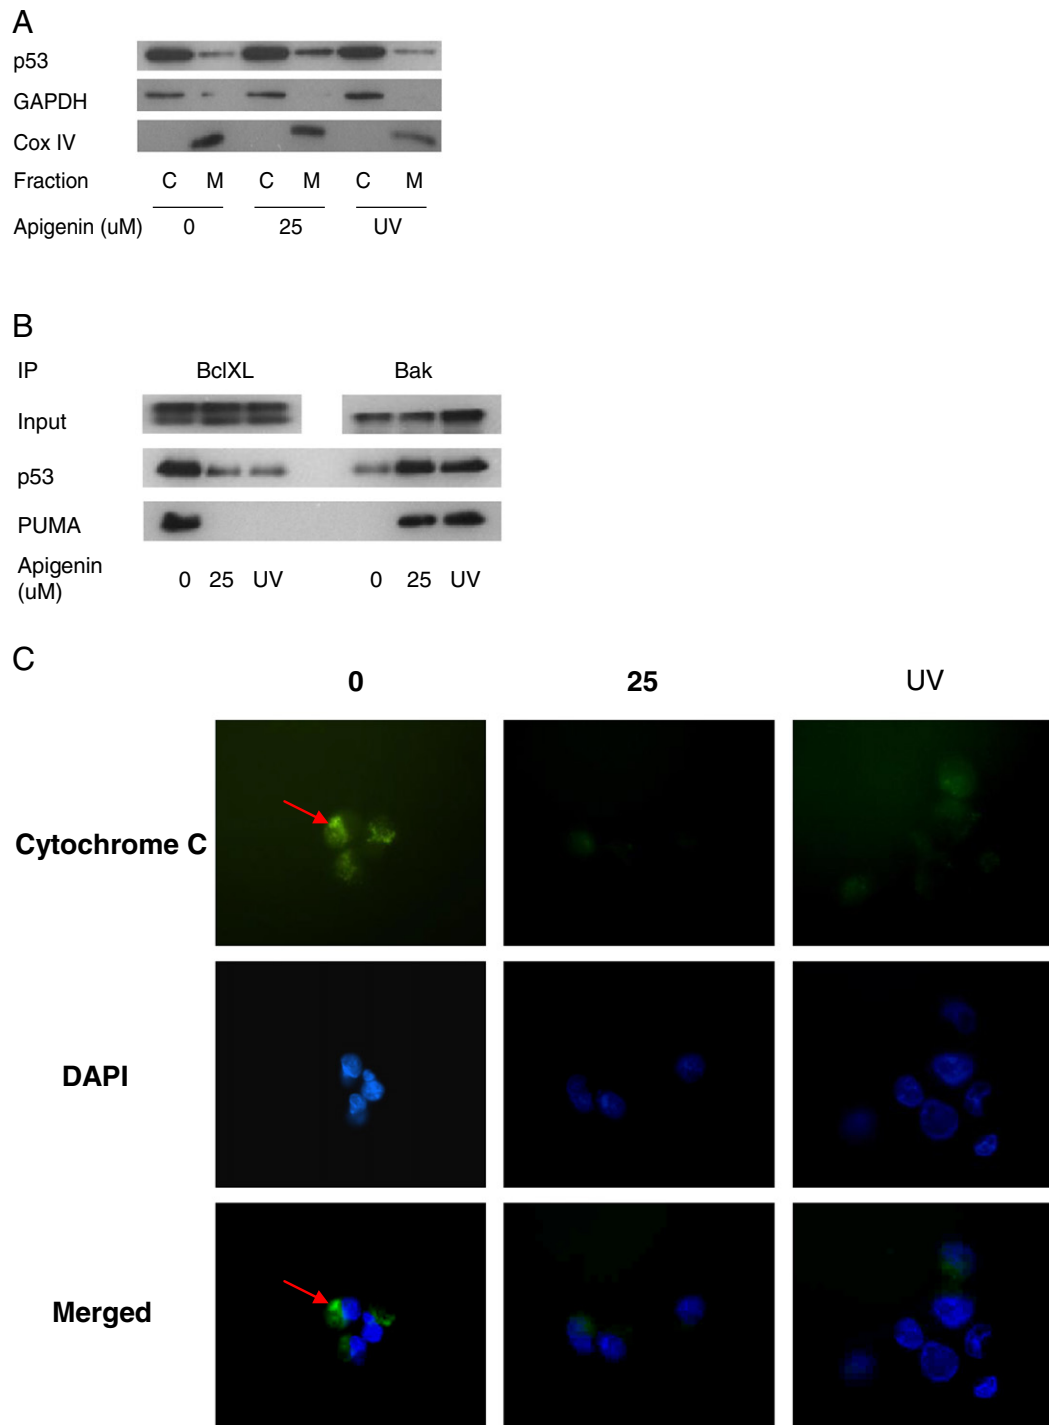 A
p53
GAPDH
Cox IV
Fraction C M C M C M
Apigenin (uM) 0 25 UV
B
IP BclXL Bak
Input
p53
PUMA
Apigenin
(uM) 0 25 UV 0 25 UV
C
0 25 UV
Cytochrome C
DAPI
Merged